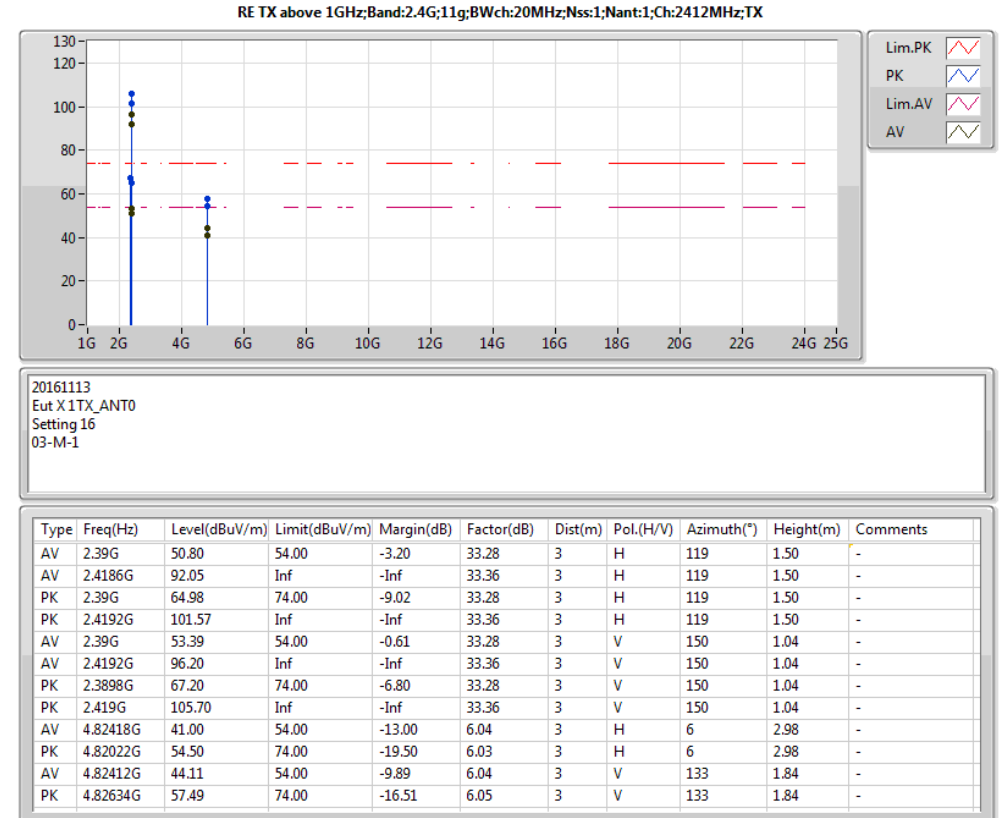 RE TX above 1GHz;Band:2.4G;11g;BWch:20MHz;Nss:1;Nant:1;Ch:2412MHz;TX
130
120
100
80
60
40
20
0
1G 2G 4G 6G 8G 10G 12G 14G 16G 18G 20G 22G 24G 25G
Lim.PK
PK
Lim.AV
AV
20161113
Eut X 1TX_ANT0
Setting 16
03-M-1
Type Freq(Hz) Level(dBuV/m) Limit(dBuV/m) Margin(dB) Factor(dB) Dist(m) Pol.(H/V) Azimuth(°) Height(m) Comments
AV 2.39G 50.80 54.00 -3.20 33.28 3 H 119 1.50 -
AV 2.4186G 92.05 Inf -Inf 33.36 3 H 119 1.50 -
PK 2.39G 64.98 74.00 -9.02 33.28 3 H 119 1.50 -
PK 2.4192G 101.57 Inf -Inf 33.36 3 H 119 1.50 -
AV 2.39G 53.39 54.00 -0.61 33.28 3 V 150 1.04 -
AV 2.4192G 96.20 Inf -Inf 33.36 3 V 150 1.04 -
PK 2.3898G 67.20 74.00 -6.80 33.28 3 V 150 1.04 -
PK 2.419G 105.70 Inf -Inf 33.36 3 V 150 1.04 -
AV 4.82418G 41.00 54.00 -13.00 6.04 3 H 6 2.98 -
PK 4.82022G 54.50 74.00 -19.50 6.03 3 H 6 2.98 -
AV 4.82412G 44.11 54.00 -9.89 6.04 3 V 133 1.84 -
PK 4.82634G 57.49 74.00 -16.51 6.05 3 V 133 1.84 -